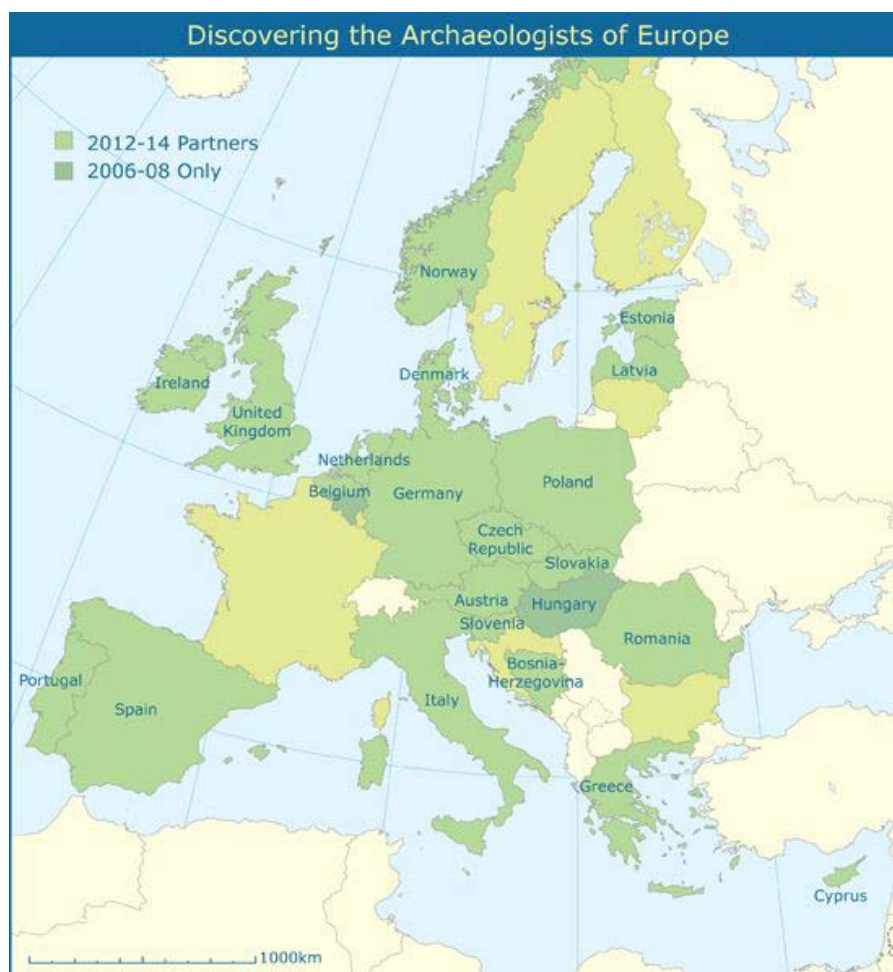 Discovering the Archaeologists of Europe
2012-14 Partners
2006-08 Only
Norway
Estonia
Latvia
Denmark
Ireland
United
Kingdom
Netherlands
Belgium
Germany
Poland
Czech
Republic
Slovakia
Austria
Hungary
Slovenia
Romania
Bosnia-
Herzegovina
Portugal
Spain
Italy
Greece
Cyprus
1000km